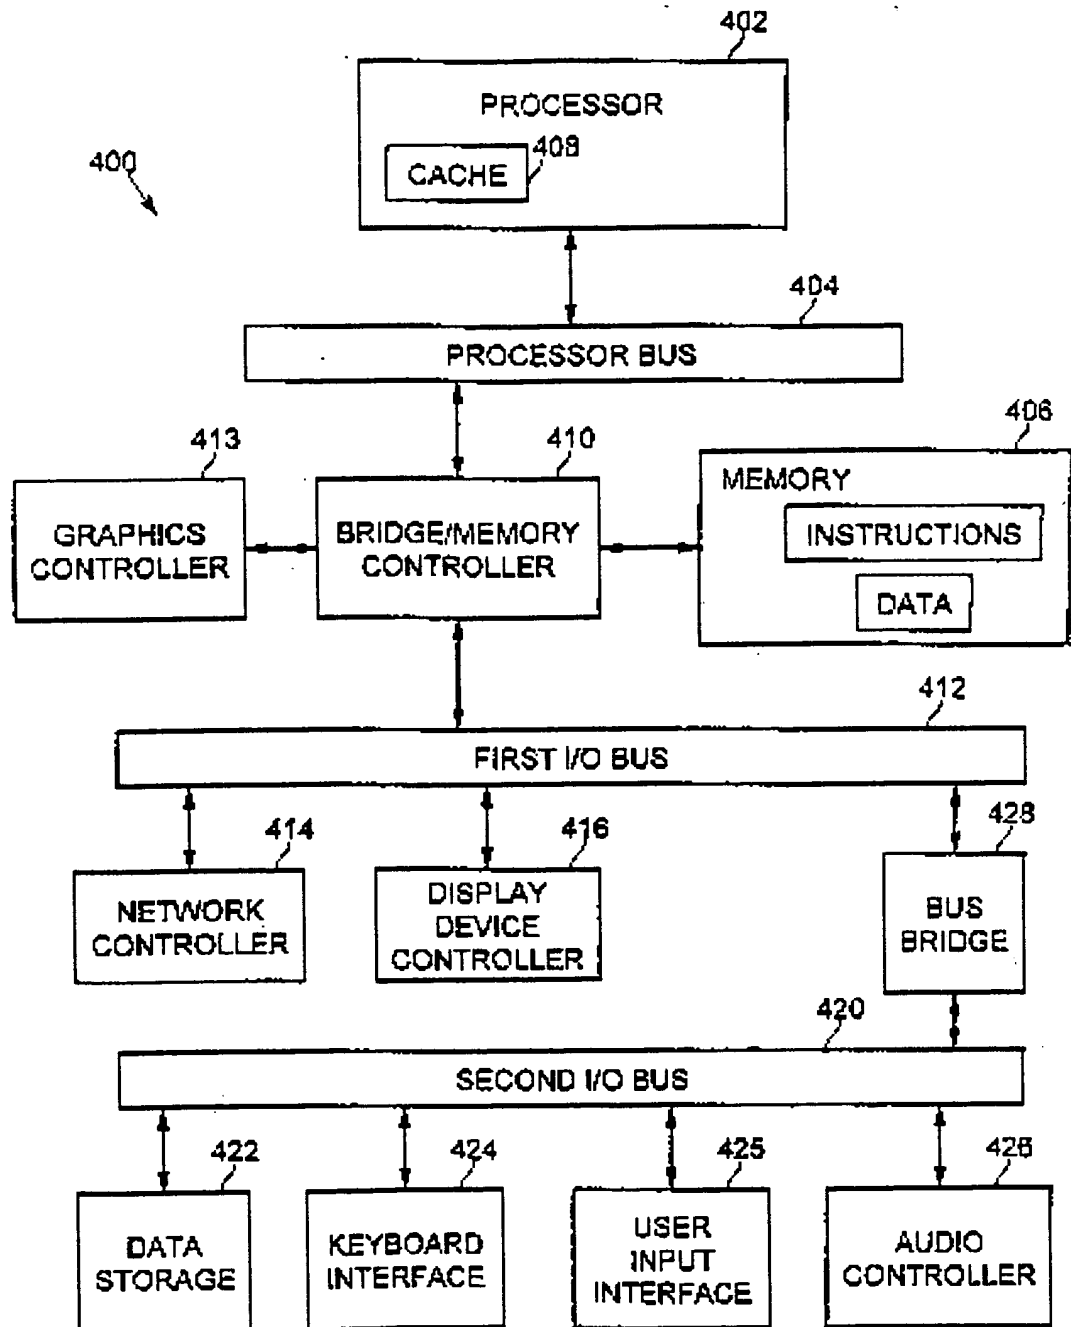 402
PROCESSOR
408
CACHE
400
404
PROCESSOR BUS
413
410
406
GRAPHICS
CONTROLLER
BRIDGE/MEMORY
CONTROLLER
MEMORY
INSTRUCTIONS
DATA
412
FIRST I/O BUS
414
416
428
NETWORK
CONTROLLER
DISPLAY
DEVICE
CONTROLLER
BUS
BRIDGE
420
SECOND I/O BUS
422
424
425
426
DATA
STORAGE
KEYBOARD
INTERFACE
USER
INPUT
INTERFACE
AUDIO
CONTROLLER